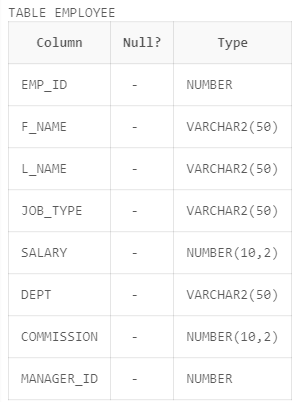 TABLE EMPLOYEE
Column Null? Type
EMP_ID - NUMBER
F_NAME - VARCHAR2(50)
L_NAME - VARCHAR2(50)
JOB_TYPE - VARCHAR2(50)
SALARY - NUMBER(10,2)
DEPT - VARCHAR2(50)
COMMISSION - NUMBER(10,2)
MANAGER_ID - NUMBER